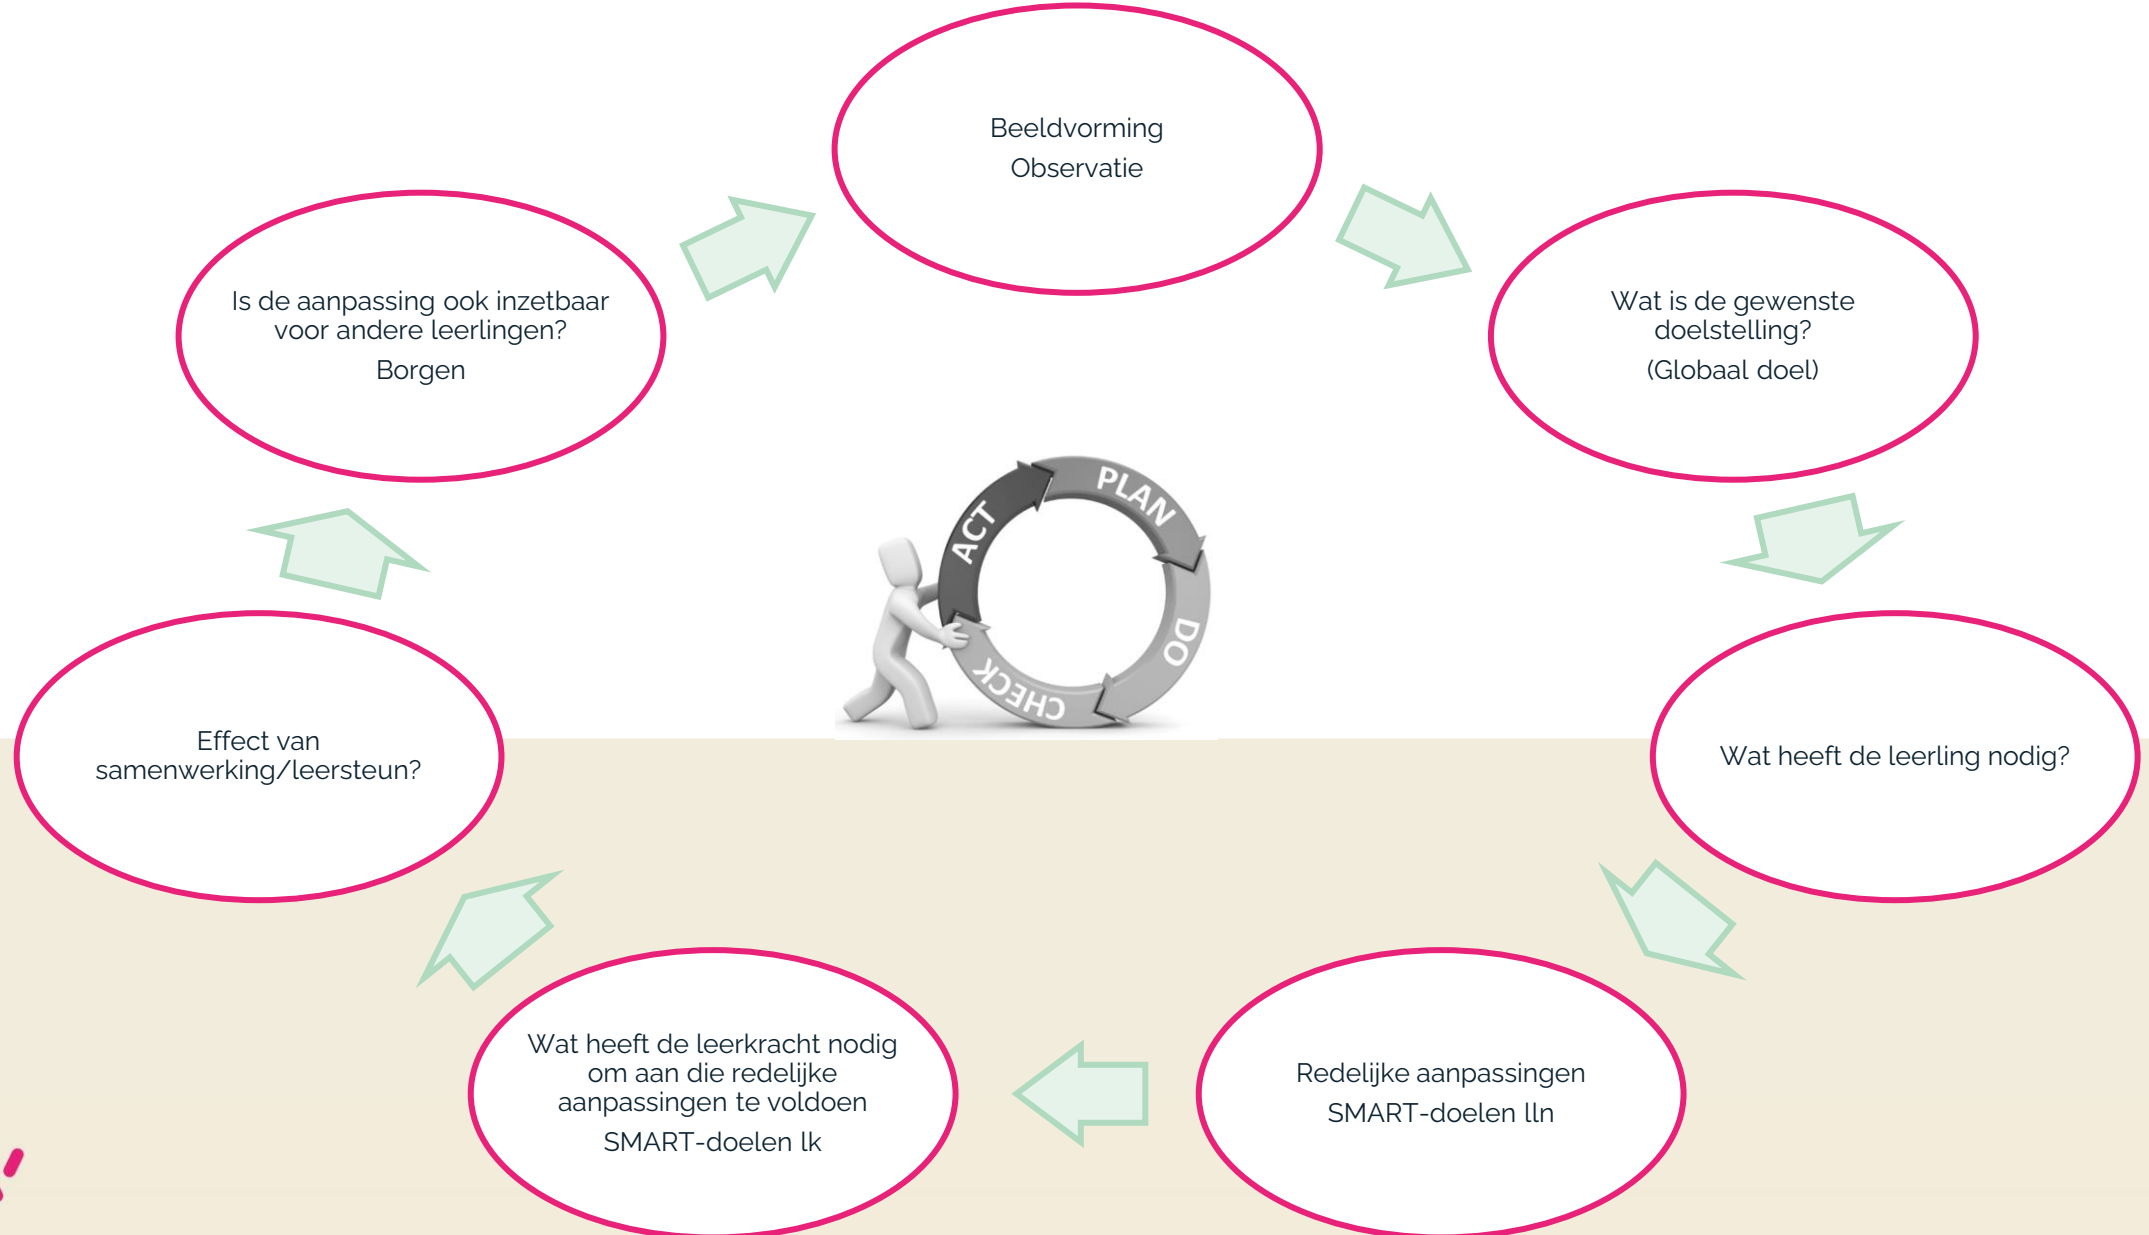 Beeldvorming
Observatie
Wat is de gewenste
doelstelling?
(Globaal doel)
Wat heeft de leerling nodig?
Redelijke aanpassingen
SMART-doelen lln
Wat heeft de leerkracht nodig
om aan die redelijke
aanpassingen te voldoen
SMART-doelen lk
Effect van
samenwerking/leersteun?
Is de aanpassing ook inzetbaar
voor andere leerlingen?
Borgen
PLAN
DO
CHECK
ACT